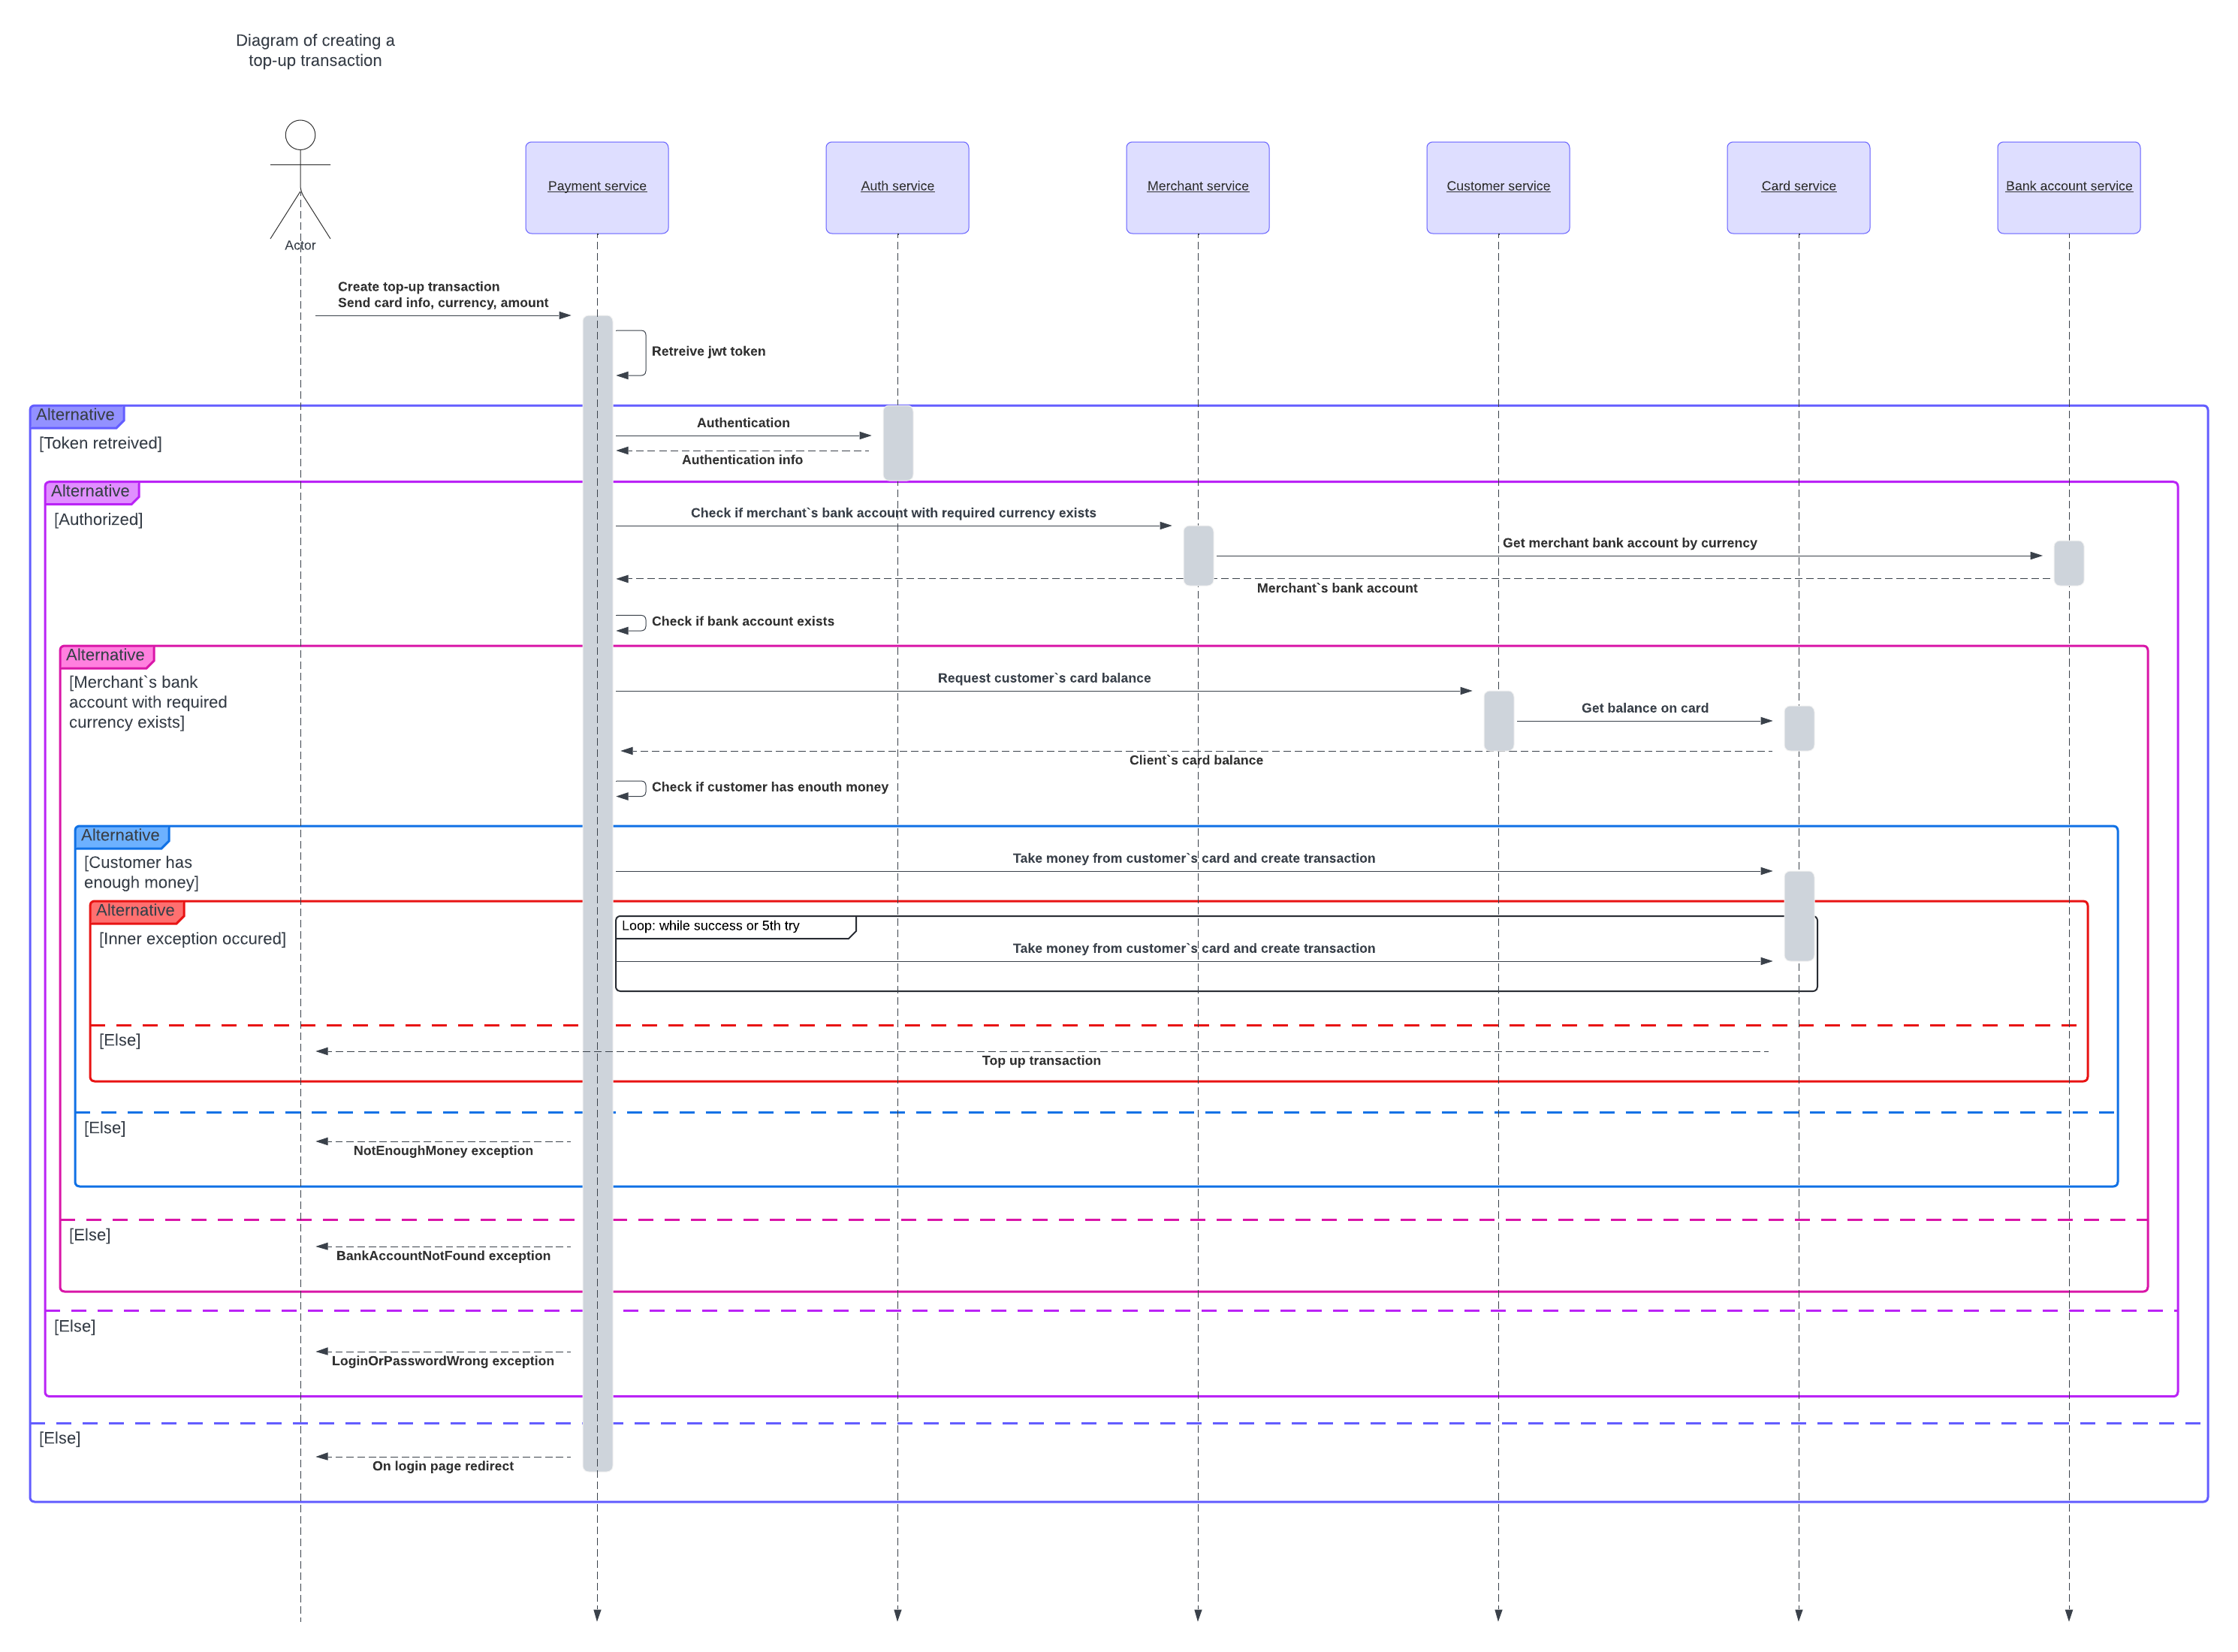 Diagram of creating a
top-up transaction
Actor
Payment service
Auth service
Merchant service
Customer service
Card service
Bank account service
Create top-up transaction
Send card info, currency, amount
Retreive jwt token
Alternative
[Token retreived]
Authentication
Authentication info
Alternative
[Authorized]
Check if merchant`s bank account with required currency exists
Get merchant bank account by currency
Merchant`s bank account
Check if bank account exists
Alternative
[Merchant`s bank
account with required
currency exists]
Request customer`s card balance
Get balance on card
Client`s card balance
Check if customer has enouth money
Alternative
[Customer has
enough money]
Take money from customer`s card and create transaction
Alternative
[Inner exception occured]
Loop: while success or 5th try
Take money from customer`s card and create transaction
[Else]
Top up transaction
[Else]
NotEnoughMoney exception
[Else]
BankAccountNotFound exception
[Else]
LoginOrPasswordWrong exception
[Else]
On login page redirect